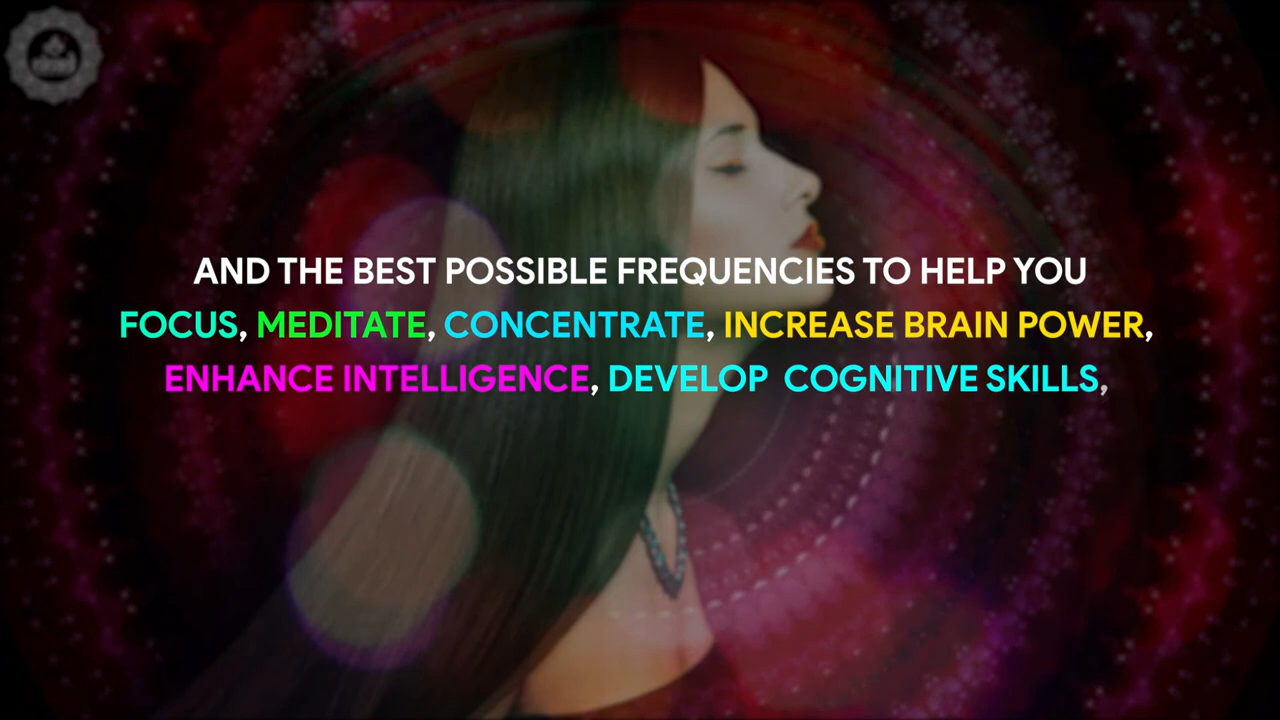 AND THE BEST POSSIBLE FREQUENCIES TO HELP YOU
FOCUS, MEDITATE, CONCENTRATE, INCREASE BRAIN POWER,
ENHANCE INTELLIGENCE, DEVELOP COGNITIVE SKILLS,